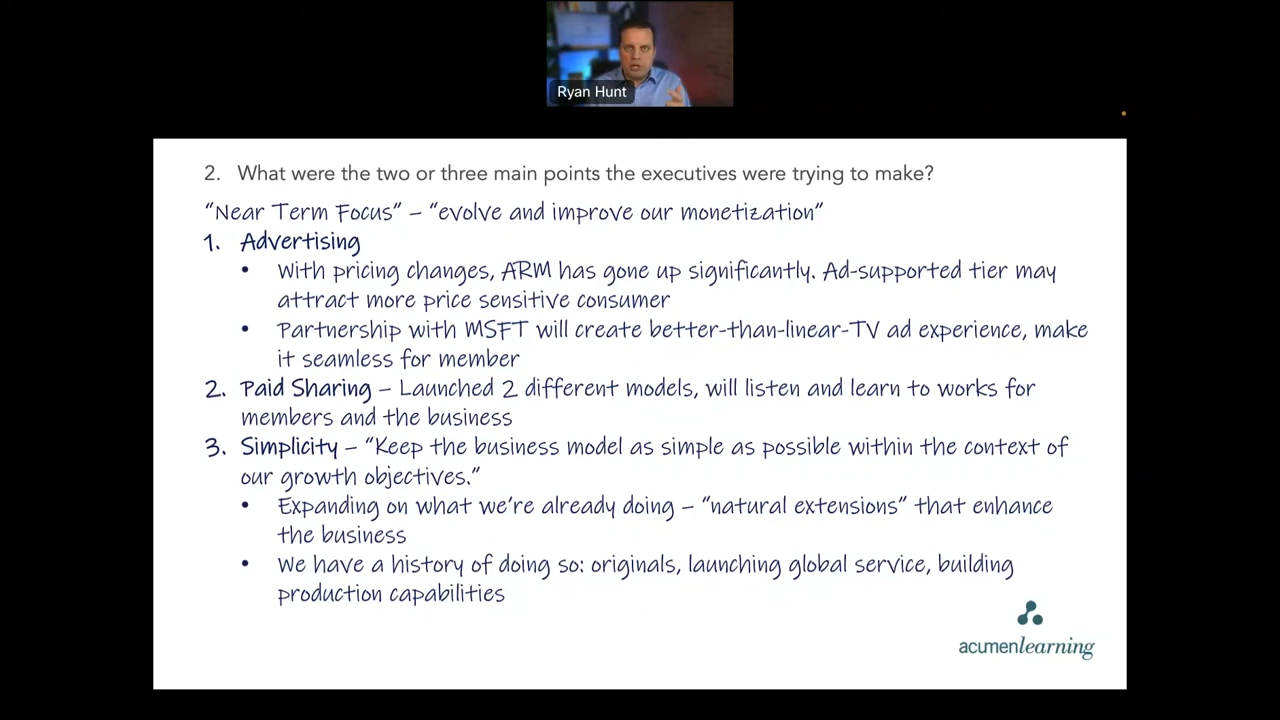 Ryan Hunt
2. What were the two or three main points the executives were trying to make?
"Near Term Focus" – "evolve and improve our monetization"
1. Advertising
• With pricing changes, ARM has gone up significantly. Ad-supported tier may
attract more price sensitive consumer
• Partnership with MSFT will create better-than-linear-TV ad experience, make
it seamless for member
2. Paid Sharing – Launched 2 different models, will listen and learn to works for
members and the business
3. Simplicity – "Keep the business model as simple as possible within the context of
our growth objectives."
• Expanding on what we're already doing – "natural extensions" that enhance
the business
• We have a history of doing so: originals, launching global service, building
production capabilities
acumenlearning